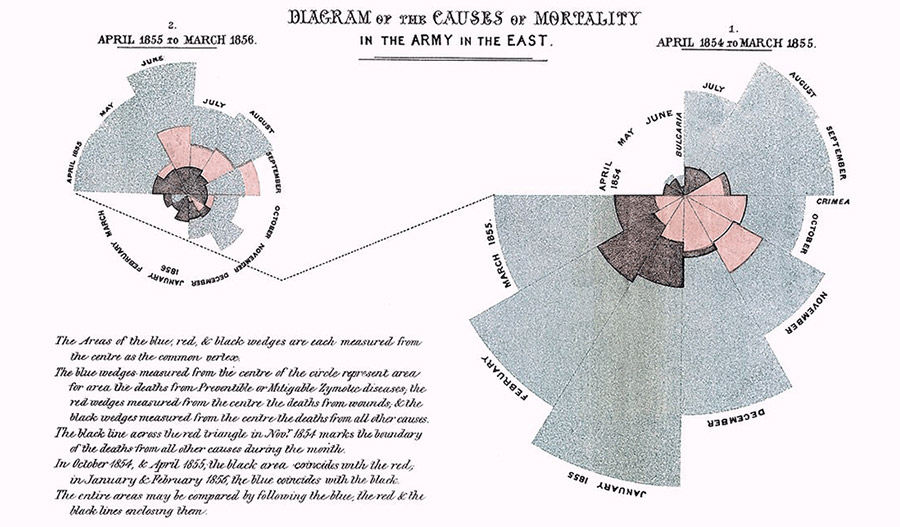 DIAGRAM OF THE CAUSES OF MORTALITY
IN THE ARMY IN THE EAST.
2.
APRIL 1855 TO MARCH 1856.
1.
APRIL 1854 TO MARCH 1855.
APRIL 1855
MAY
JUNE
JULY
AUGUST
SEPTEMBER
OCTOBER
NOVEMBER
DECEMBER
JANUARY 1856
FEBRUARY
MARCH
APRIL 1854
MAY
JUNE
BULGARIA
JULY
AUGUST
SEPTEMBER
CRIMEA
OCTOBER
NOVEMBER
DECEMBER
JANUARY 1855
FEBRUARY
MARCH 1855.
The Areas of the blue, red, & black wedges are each measured from
the centre as the common vertex.
The blue wedges measured from the centre of the circle represent area
for area the deaths from Preventible or Mitigable Zymotic diseases; the
red wedges measured from the centre the deaths from wounds; & the
black wedges measured from the centre the deaths from all other causes.
The black line across the red triangle in Nov.r 1854 marks the boundary
of the deaths from all other causes during the month.
In October 1854, & April 1855, the black area coincides with the red;
in January & February 1856, the blue coincides with the black.
The entire areas may be compared by following the blue, the red & the
black lines enclosing them.